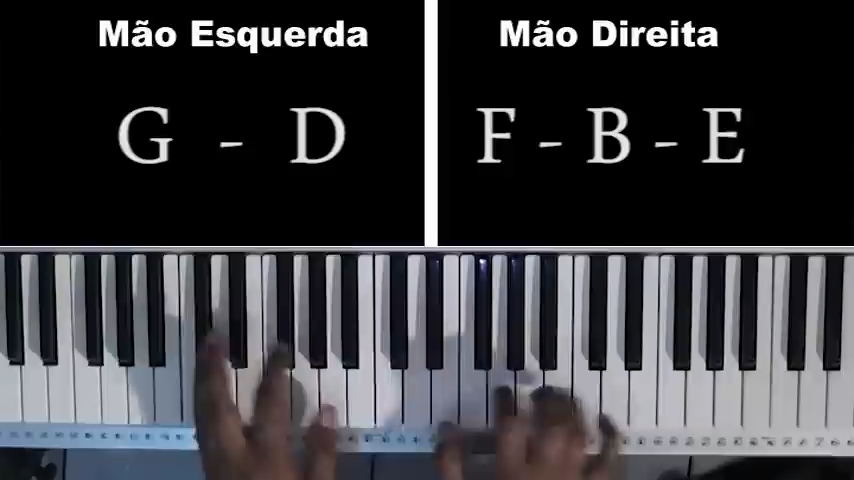 Mão Esquerda
G - D
Mão Direita
F - B - E